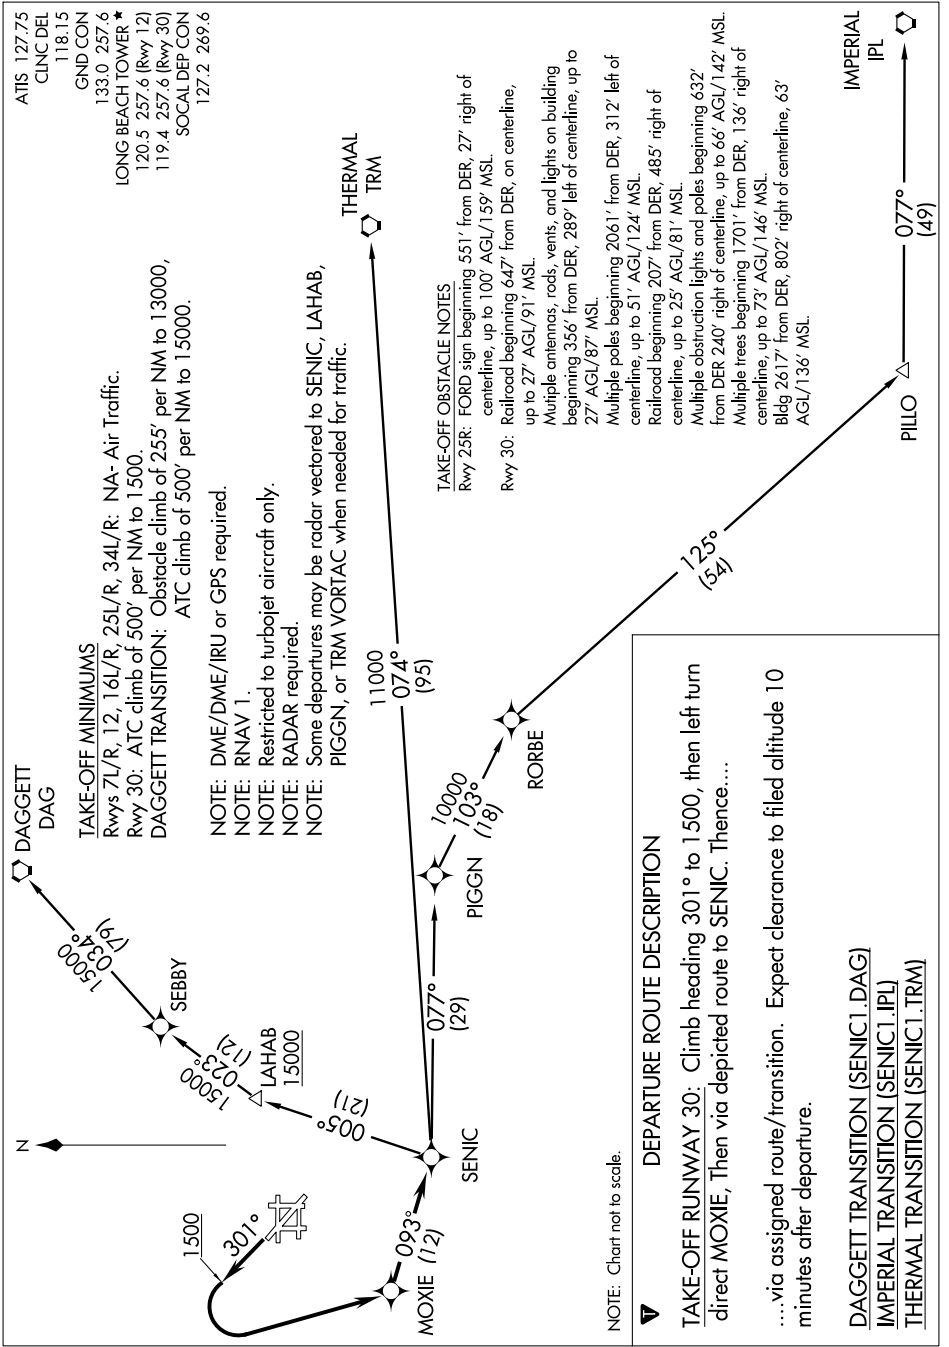 ATIS 127.75
CLNC DEL
118.15
GND CON
133.0 257.6
LONG BEACH TOWER ★
120.5 257.6 (Rwy 12)
119.4 257.6 (Rwy 30)
SOCAL DEP CON
127.2 269.6
DAGGETT
DAG
TAKE-OFF MINIMUMS
Rwys 7L/R, 12, 16L/R, 25L/R, 34L/R: NA- Air Traffic.
Rwy 30: ATC climb of 500' per NM to 1500.
DAGGETT TRANSITION: Obstacle climb of 255' per NM to 13000,
ATC climb of 500' per NM to 15000.
NOTE: DME/DME/IRU or GPS required.
NOTE: RNAV 1.
NOTE: Restricted to turbojet aircraft only.
NOTE: RADAR required.
NOTE: Some departures may be radar vectored to SENIC, LAHAB,
PIGGN, or TRM VORTAC when needed for traffic.
THERMAL
TRM
N
15000
034°
(79)
SEBBY
15000
023°
(12)
LAHAB
15000
005°
(21)
SENIC
1500
301°
MOXIE
093°
(12)
077°
(29)
11000
074°
(95)
PIGGN
10000
103°
(18)
RORBE
125°
(54)
PILLO
077°
(49)
IMPERIAL
IPL
TAKE-OFF OBSTACLE NOTES
Rwy 25R: FORD sign beginning 551' from DER, 27' right of
centerline, up to 100' AGL/159' MSL.
Rwy 30: Railroad beginning 647' from DER, on centerline,
up to 27' AGL/91' MSL.
Mutiple antennas, rods, vents, and lights on building
beginning 356' from DER, 289' left of centerline, up to
27' AGL/87' MSL.
Multiple poles beginning 2061' from DER, 312' left of
centerline, up to 51' AGL/124' MSL.
Railroad beginning 207' from DER, 485' right of
centerline, up to 25' AGL/81' MSL.
Multiple obstruction lights and poles beginning 632'
from DER 240' right of centerline, up to 66' AGL/142' MSL.
Multiple trees beginning 1701' from DER, 136' right of
centerline, up to 73' AGL/146' MSL.
Bldg 2617' from DER, 802' right of centerline, 63'
AGL/136' MSL.
NOTE: Chart not to scale.
T
DEPARTURE ROUTE DESCRIPTION
TAKE-OFF RUNWAY 30: Climb heading 301° to 1500, then left turn
direct MOXIE, Then via depicted route to SENIC. Thence....
....via assigned route/transition. Expect clearance to filed altitude 10
minutes after departure.
DAGGETT TRANSITION (SENIC1.DAG)
IMPERIAL TRANSITION (SENIC1.IPL)
THERMAL TRANSITION (SENIC1.TRM)